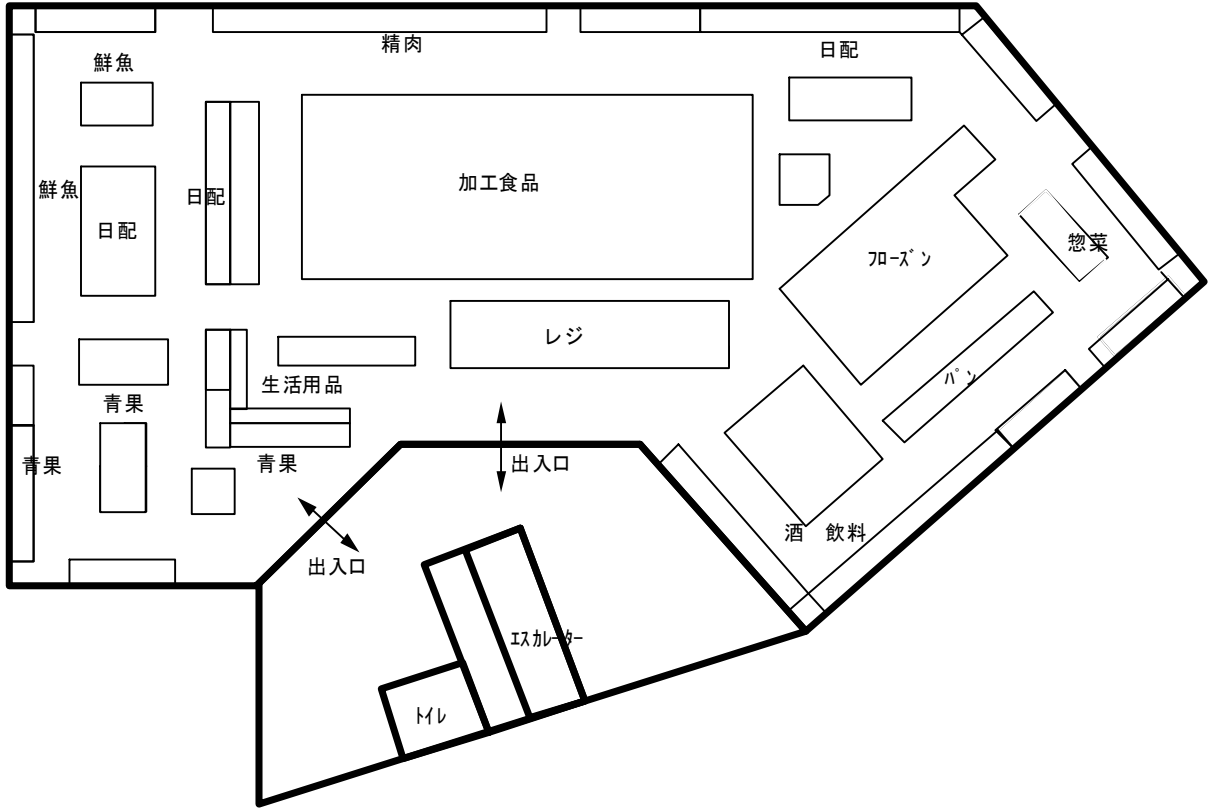 精肉
日配
鮮魚
鮮魚
日配
日配
加工食品
惣菜
フローズン
レジ
生活用品
パン
青果
青果
青果
出入口
酒　飲料
出入口
エスカレーター
トイレ